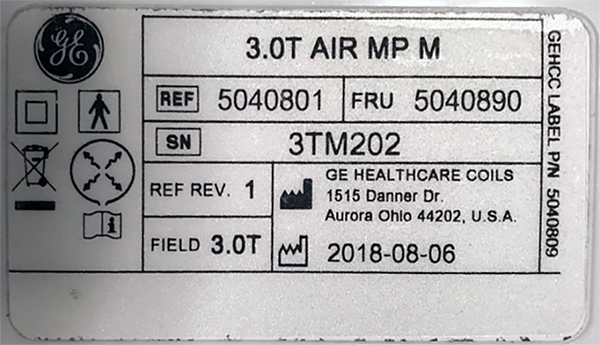 GE
3.0T AIR MP M
REF 5040801 FRU 5040890
SN 3TM202
REF REV. 1
GE HEALTHCARE COILS
1515 Danner Dr.
Aurora Ohio 44202, U.S.A.
FIELD 3.0T
2018-08-06
GEHCC LABEL P/N 5040809